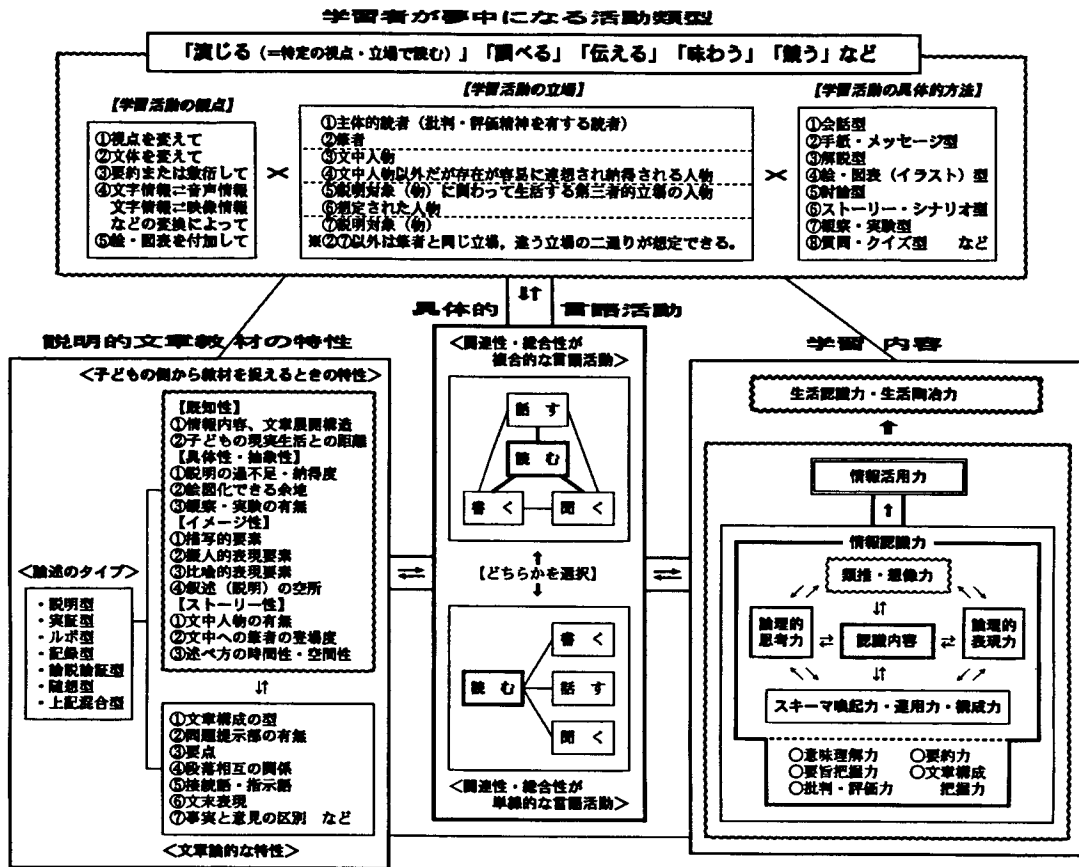 学習者が夢中になる活動類型
「演じる（＝特定の視点・立場で読む）」「調べる」「伝える」「味わう」「競う」など
【学習活動の観点】
①視点を変えて
②文体を変えて
③要約または敷衍して
④文字情報⇄音声情報
文字情報⇄映像情報
などの変換によって
⑤絵・図表を付加して
×
【学習活動の立場】
①主体的読者（批判・評価精神を有する読者）
②筆者
③文中人物
④文中人物以外だが存在が容易に連想され納得される人物
⑤説明対象（物）に関わって生活する第三者的立場の人物
⑥想定された人物
⑦説明対象（物）
※②⑦以外は筆者と同じ立場，違う立場の二通りが想定できる。
×
【学習活動の具体的方法】
①会話型
②手紙・メッセージ型
③解説型
④絵・図表（イラスト）型
⑤討論型
⑥ストーリー・シナリオ型
⑦観察・実験型
⑧質問・クイズ型　など
説明的文章教材の特性
<子どもの側から教材を捉えるときの特性>
【既知性】
①情報内容、文章展開構造
②子どもの現実生活との距離
【具体性・抽象性】
①説明の過不足・納得度
②絵図化できる余地
③観察・実験の有無
【イメージ性】
①描写的要素
②擬人的表現要素
③比喩的表現要素
④叙述（説明）の空所
【ストーリー性】
①文中人物の有無
②文中への筆者の登場度
③述べ方の時間性・空間性
<論述のタイプ>
・説明型
・実証型
・ルポ型
・記録型
・論説論証型
・随想型
・上記混合型
①文章構成の型
②問題提示部の有無
③要点
④段落相互の関係
⑤接続語・指示語
⑥文末表現
⑦事実と意見の区別　など
<文章論的な特性>
具体的　言語活動
<関連性・総合性が
複合的な言語活動>
話　す
読　む
書　く
聞　く
【どちらかを選択】
書　く
読　む
話　す
聞　く
<関連性・総合性が
単線的な言語活動>
学習内容
生活認識力・生活陶冶力
情報活用力
情報認識力
類推・想像力
論理的
思考力
認識内容
論理的
表現力
スキーマ喚起力・運用力・構成力
○意味理解力　○要約力
○要旨把握力　○文章構成
○批判・評価力　把握力